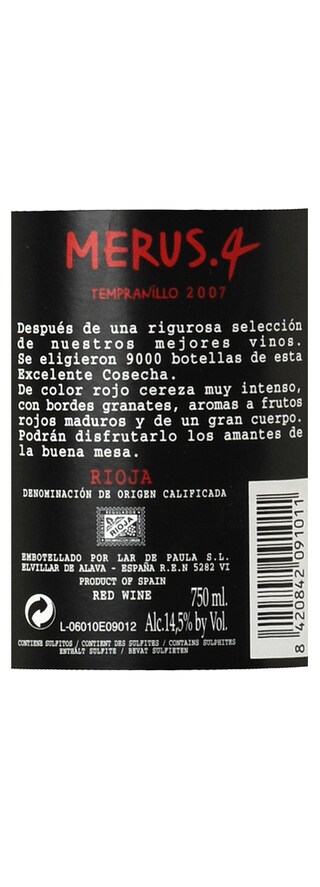 MERUS.4
TEMPRANÍLLO 2007
Después de una rigurosa selección
de nuestros mejores vinos.
Se eligieron 9000 botellas de esta
Excelente Cosecha.
De color rojo cereza muy intenso,
con bordes granates, aromas a frutos
rojos maduros y de un gran cuerpo.
Podrán disfrutarlo los amantes de
la buena mesa.
RIOJA
DENOMINACIÓN DE ORIGEN CALIFICADA
RIOJA
EMBOTELLADO POR LAR DE PAULA S.L.
ELVILLAR DE ALAVA - ESPAÑA R.E.N 5282 VI
PRODUCT OF SPAIN
RED WINE
750 ml.
L-06010E09012
Alc.14,5% by Vol.
CONTIENE SULFITOS / CONTIENT DES SULFITES / CONTAINS SULPHITES
ENTHÄLT SULFITE / BEVAT SULFIETEN
8 420842 091011